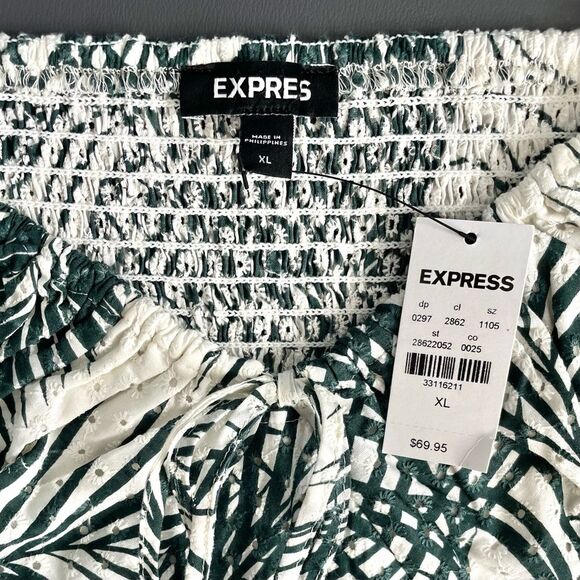 EXPRES
MADE IN
PHILIPPINES
XL
EXPRESS
dp cl sz
0297 2862 1105
st co
28622052 0025
33116211
XL
$69.95